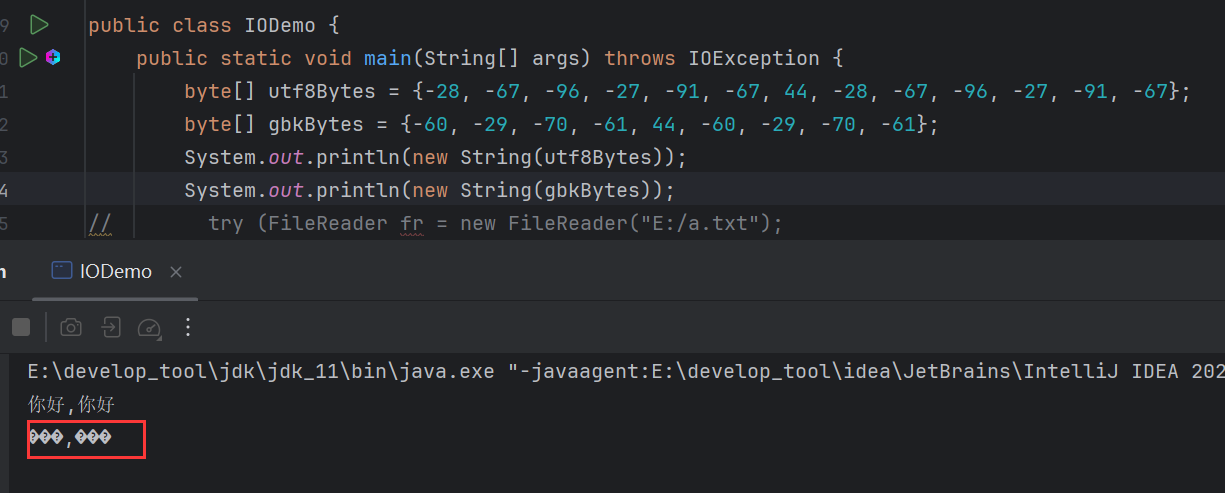 9 public class IODemo {
0 public static void main(String[] args) throws IOException {
1 byte[] utf8Bytes = {-28, -67, -96, -27, -91, -67, 44, -28, -67, -96, -27, -91, -67};
2 byte[] gbkBytes = {-60, -29, -70, -61, 44, -60, -29, -70, -61};
3 System.out.println(new String(utf8Bytes));
4 System.out.println(new String(gbkBytes));
5 // try (FileReader fr = new FileReader("E:/a.txt");
n IODemo ×
E:\develop_tool\jdk\jdk_11\bin\java.exe "-javaagent:E:\develop_tool\idea\JetBrains\IntelliJ IDEA 202
你好,你好
���,���